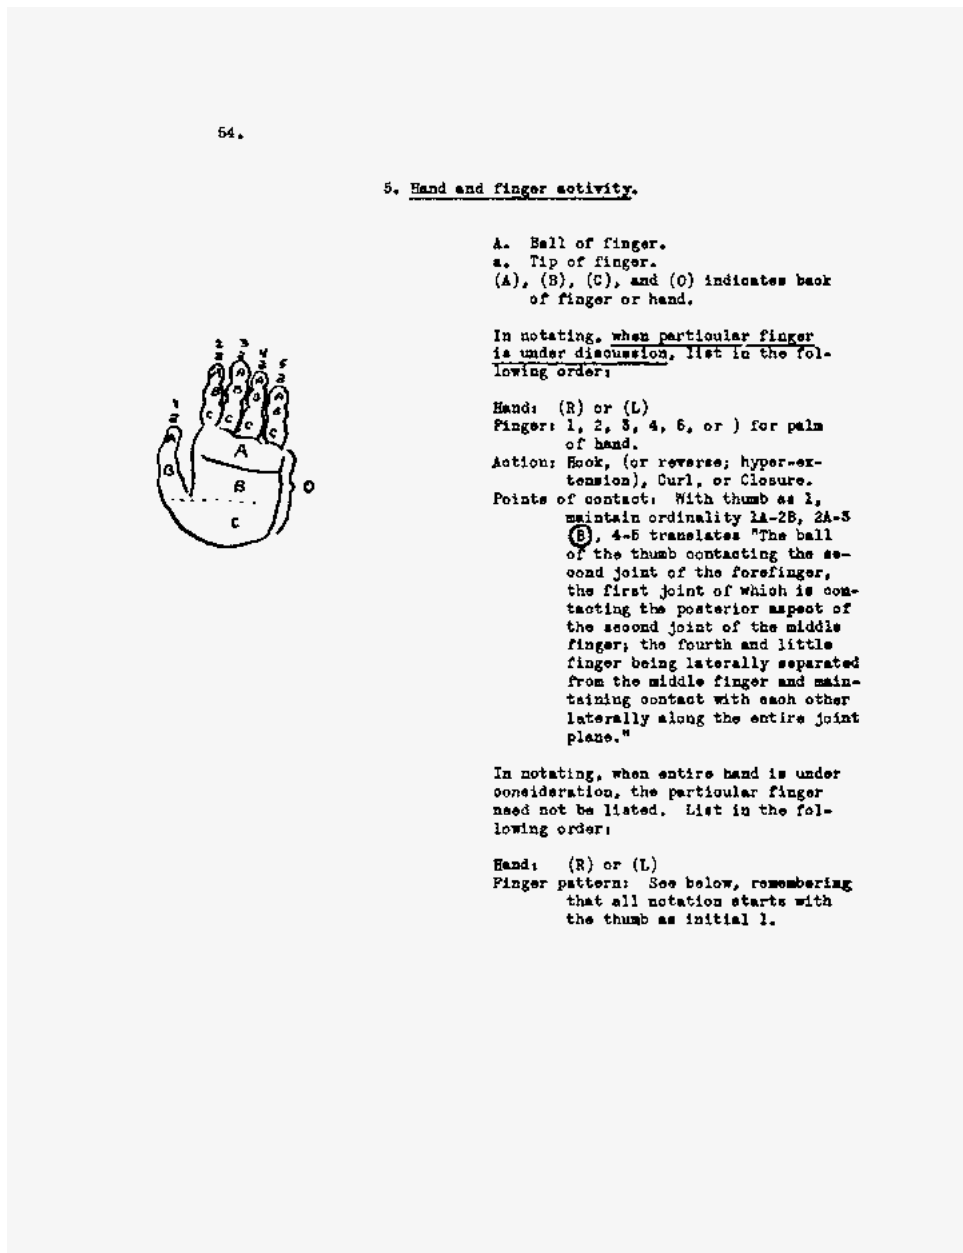 54.
5. Hand and finger activity.
A. Ball of finger.
a. Tip of finger.
(A), (B), (C), and (O) indicates back
of finger or hand.
In notating, when particular finger
is under discussion, list in the fol-
lowing order:
Hand: (R) or (L)
Finger: 1, 2, 3, 4, 5, or ) for palm
of hand.
Action: Hook, (or reverse; hyper-ex-
tension), Curl, or Closure.
Points of contact: With thumb as 1,
maintain ordinality 1A-2B, 2A-3
(B), 4-5 translates "The ball
of the thumb contacting the se-
cond joint of the forefinger,
the first joint of which is con-
tacting the posterior aspect of
the second joint of the middle
finger; the fourth and little
finger being laterally separated
from the middle finger and main-
taining contact with each other
laterally along the entire joint
plane."
In notating, when entire hand is under
consideration, the particular finger
need not be listed. List in the fol-
lowing order:
Hand: (R) or (L)
Finger pattern: See below, remembering
that all notation starts with
the thumb as initial 1.
2 3 4 5
1
a
A A A A
B B B B
C C C C
A
B
A
B
C
O